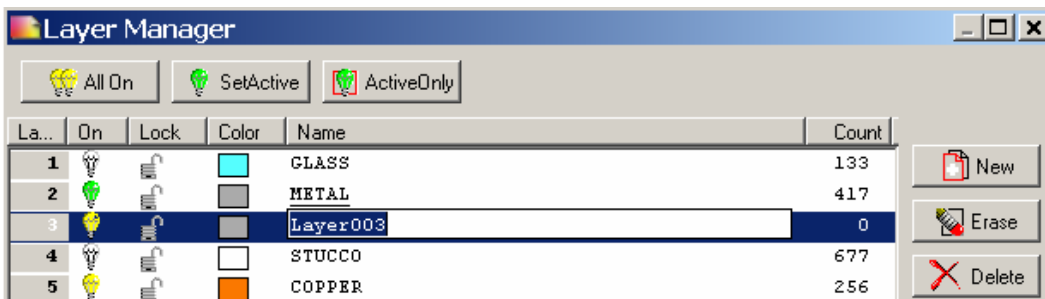 Layer Manager
All On SetActive ActiveOnly
La... On Lock Color Name Count
1 GLASS 133
2 METAL 417
3 Layer003 0
4 STUCCO 677
5 COPPER 256
New
Erase
Delete